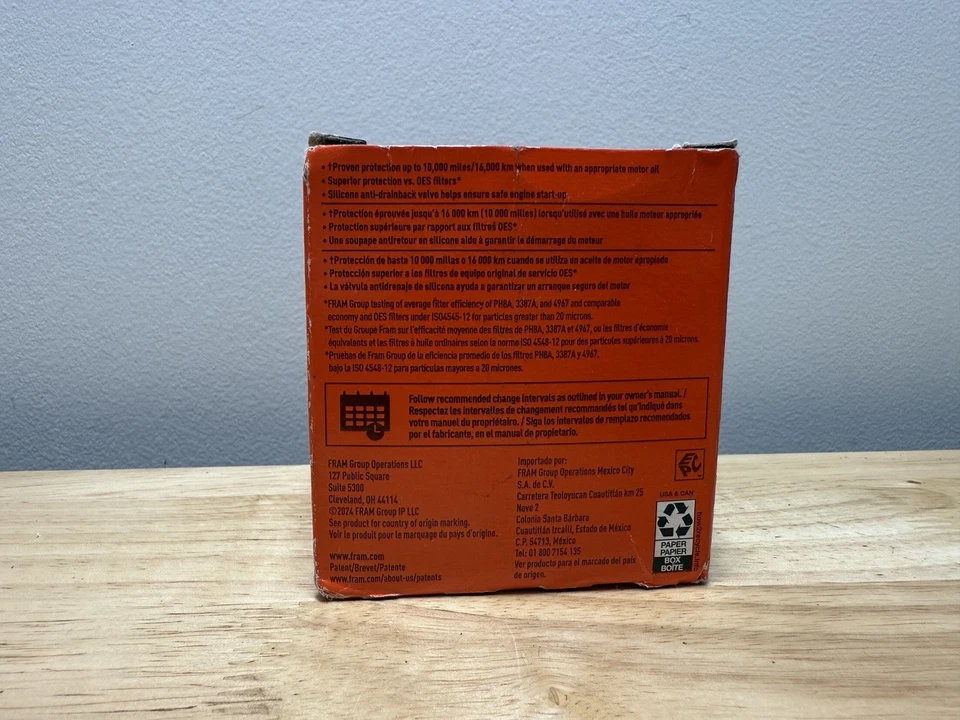 • †Proven protection up to 10,000 miles/16,000 km when used with an appropriate motor oil
• Superior protection vs. OES filters*
• Silicone anti-drainback valve helps ensure safe engine start-up
• †Protection éprouvée jusqu'à 16 000 km (10 000 milles) lorsqu'utilisé avec une huile moteur appropriée
• Protection supérieure par rapport aux filtres OES*
• Une soupape antiretour en silicone aide à garantir le démarrage du moteur
• †Protección de hasta 10 000 millas o 16 000 km cuando se utiliza un aceite de motor apropiado
• Protección superior a los filtros de equipo original de servicio OES*
• La válvula antidrenaje de silicona ayuda a garantizar un arranque seguro del motor
*FRAM Group testing of average filter efficiency of PH8A, 3387A, and 4967 and comparable
economy and OES filters under ISO4545-12 for particles greater than 20 microns.
*Test du Groupe Fram sur l'efficacité moyenne des filtres de PH8A, 3387A et 4967, ou les filtres d'économie
équivalents et les filtres à huile ordinaires selon la norme ISO 4548-12 pour des particules supérieures à 20 microns.
*Pruebas de Fram Group de la eficiencia promedio de los filtros PH8A, 3387A y 4967,
bajo la ISO 4548-12 para partículas mayores a 20 micrones.
Follow recommended change intervals as outlined in your owner's manual. /
Respectez les intervalles de changement recommandés tel qu'indiqué dans
votre manuel du propriétaire. / Siga los intervalos de remplazo recomendados
por el fabricante, en el manual de propietario.
FRAM Group Operations LLC
127 Public Square
Suite 5300
Cleveland, OH 44114
©2024 FRAM Group IP LLC
See product for country of origin marking.
Voir le produit pour le marquage du pays d'origine.
www.fram.com
Patent/Brevet/Patente
www.fram.com/about-us/patents
Importado por:
FRAM Group Operations Mexico City
S.A. de C.V.
Carretera Teoloyucan Cuautitlán km 25
Nave 2
Colonia Santa Bárbara
Cuautitlán Izcalli, Estado de México
C.P. 54713, México
Tel: 01 800 7154 135
Ver producto para el marcado del país
de origen.
USA & CAN
PAPER
PAPIER
BOX
BOÎTE
how2recycle.info